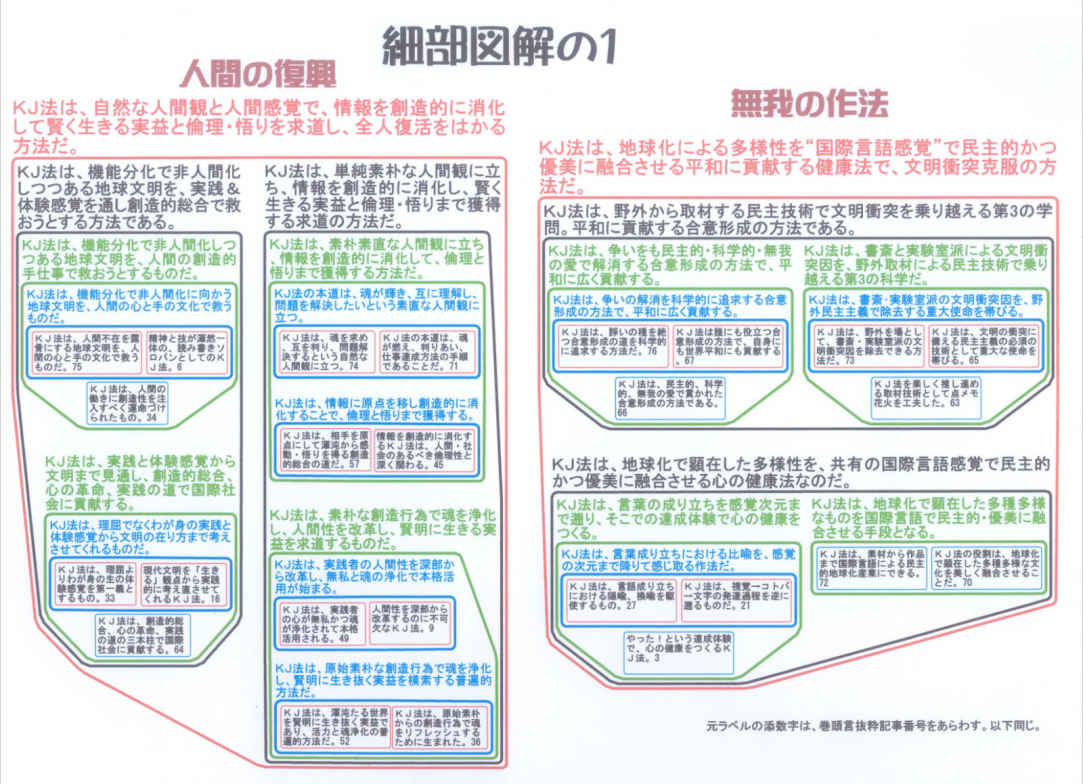 細部図解の1
人間の復興
KJ法は、自然な人間観と人間感覚で、情報を創造的に消化
して賢く生きる実益と倫理・悟りを求道し、全人復活をはかる
方法だ。
KJ法は、機能分化で非人間化
しつつある地球文明を、実践＆
体験感覚を通し創造的総合で救
おうとする方法である。
KJ法は、機能分化で非人間化しつ
つある地球文明を、人間の創造的
手仕事で救おうとするものだ。
KJ法は、機能分化で非人間化に向かう
地球文明を、人間の心と手の文化で救う
ものだ。
KJ法は、人間不在を露
骨にする地球文明を、人
間の心と手の文化で救う
ものだ。75
精神と技が渾然一
体の、読み書きソ
ロバンとしてのK
J法。6
KJ法は、人間の
働きに創造性を注
入すべく運命づけ
られたもの。34
KJ法は、実践と体験感覚から
文明まで見通し、創造的総合、
心の革命、実践の道で国際社
会に貢献する。
KJ法は、理屈でなくわが身の実践と
体験感覚から文明の在り方まで考え
させてくれるものだ。
KJ法は、理屈よ
りわが身の生の体
験感覚を第一義と
するもの。33
現代文明を「生き
る」観点から実践
的に考え直させて
くれるKJ法。16
KJ法は、創造的総
合、心の革命、実践
の道の三本柱で国際
社会に貢献する。64
KJ法は、単純素朴な人間観に立
ち、情報を創造的に消化し、賢く
生きる実益と倫理・悟りまで獲得
する求道の方法だ。
KJ法は、素朴素直な人間観に立ち
、情報を創造的に消化して、倫理と
悟りまで獲得する方法だ。
KJ法の本道は、魂が輝き、互に理解し、
問題を解決したいという素直な人間観に
立つ。
KJ法は、魂を求め
、互を判り、問題解
決するという自然な
人間観に立つ。74
KJ法の本道は、魂
が燃え、判りあい、
仕事達成方法の手順
であることだ。71
KJ法は、情報に原点を移し創造的に消
化することで、倫理と悟りまで獲得する。
KJ法は、相手を原
点にして渾沌から感
動・悟りを得る創造
的総合の道だ。57
情報を創造的に消化す
るKJ法は、人間・社
会のあるべき倫理性と
深く関わる。45
KJ法は、素朴な創造行為で魂を浄化
し、人間性を改革し、賢明に生きる実
益を求道するものだ。
KJ法は、実践者の人間性を深部か
ら改革し、無私と魂の浄化で本格活
用が始まる。
KJ法は、実践者
の心が無私かつ魂
が浄化されて本格
活用される。49
人間性を深部から
改革するのに不可
欠なKJ法。9
KJ法は、原始素朴な創造行為で魂を浄化
し、賢明に生き抜く実益を模索する普遍的
方法だ。
KJ法は、渾沌たる世界
を賢明に生き抜く実益で
あり、活力と魂浄化の普
遍的方法だ。52
KJ法は、原始素朴
からの創造行為で魂
をリフレッシュする
ために生まれた。36
無我の作法
KJ法は、地球化による多様性を“国際言語感覚”で民主的かつ
優美に融合させる平和に貢献する健康法で、文明衝突克服の方
法だ。
KJ法は、野外から取材する民主技術で文明衝突を乗り越える第3の学
問。平和に貢献する合意形成の方法である。
KJ法は、争いをも民主的・科学的・無我
の愛で解消する合意形成の方法で、平
和に広く貢献する。
KJ法は、争いの解消を科学的に追求する合意
形成の方法で、平和に広く貢献する。
KJ法は、諍いの種を絶
つ合意形成の道を科学的
に追求する方法だ。76
KJ法は誰にも役立つ合
意形成の方法で、自身に
も世界平和にも貢献する
。67
KJ法は、民主的、科学
的、無我の愛で貫かれた
合意形成の方法である。
66
KJ法は、書斎と実験室派による文明衝
突因を、野外取材による民主技術で乗り
越える第3の科学だ。
KJ法は、書斎・実験室派の文明衝突因を、野
外民主主義で除去する重大使命を帯びる。
KJ法は、野外を場とし
て、書斎・実験室派の文
明衝突因を除去できる方
法だ。73
KJ法は、文明の衝突に
備える民主主義の必須の
技術として重大な使命を
帯びる。65
KJ法を楽しく推し進め
る取材技術として点メモ
花火を工夫した。63
KJ法は、地球化で顕在した多様性を、共有の国際言語感覚で民主的
かつ優美に融合させる心の健康法なのだ。
KJ法は、言葉の成り立ちを感覚次元ま
で遡り、そこでの達成体験で心の健康を
つくる。
KJ法は、言葉成り立ちにおける比喩を、感覚
の次元まで降りて感じ取る作法だ。
KJ法は、言語成り立ち
における隠喩、換喩を駆
使するもの。27
KJ法は、視覚－コトバ
－文字の発達過程を逆に
遡るものだ。21
やった！という達成体験
で、心の健康をつくるK
J法。3
KJ法は、地球化で顕在した多種多様
なものを国際言語で民主的・優美に融
合させる手段となる。
KJ法は、素材から作品
まで国際言語による民主
的地球遺産にできる。
72
KJ法の役割は、地球化
で顕在した多種多様な文
化を美しく融合させるこ
とだ。70
元ラベルの添数字は、巻頭言抜粋記事番号をあらわす。以下同じ。